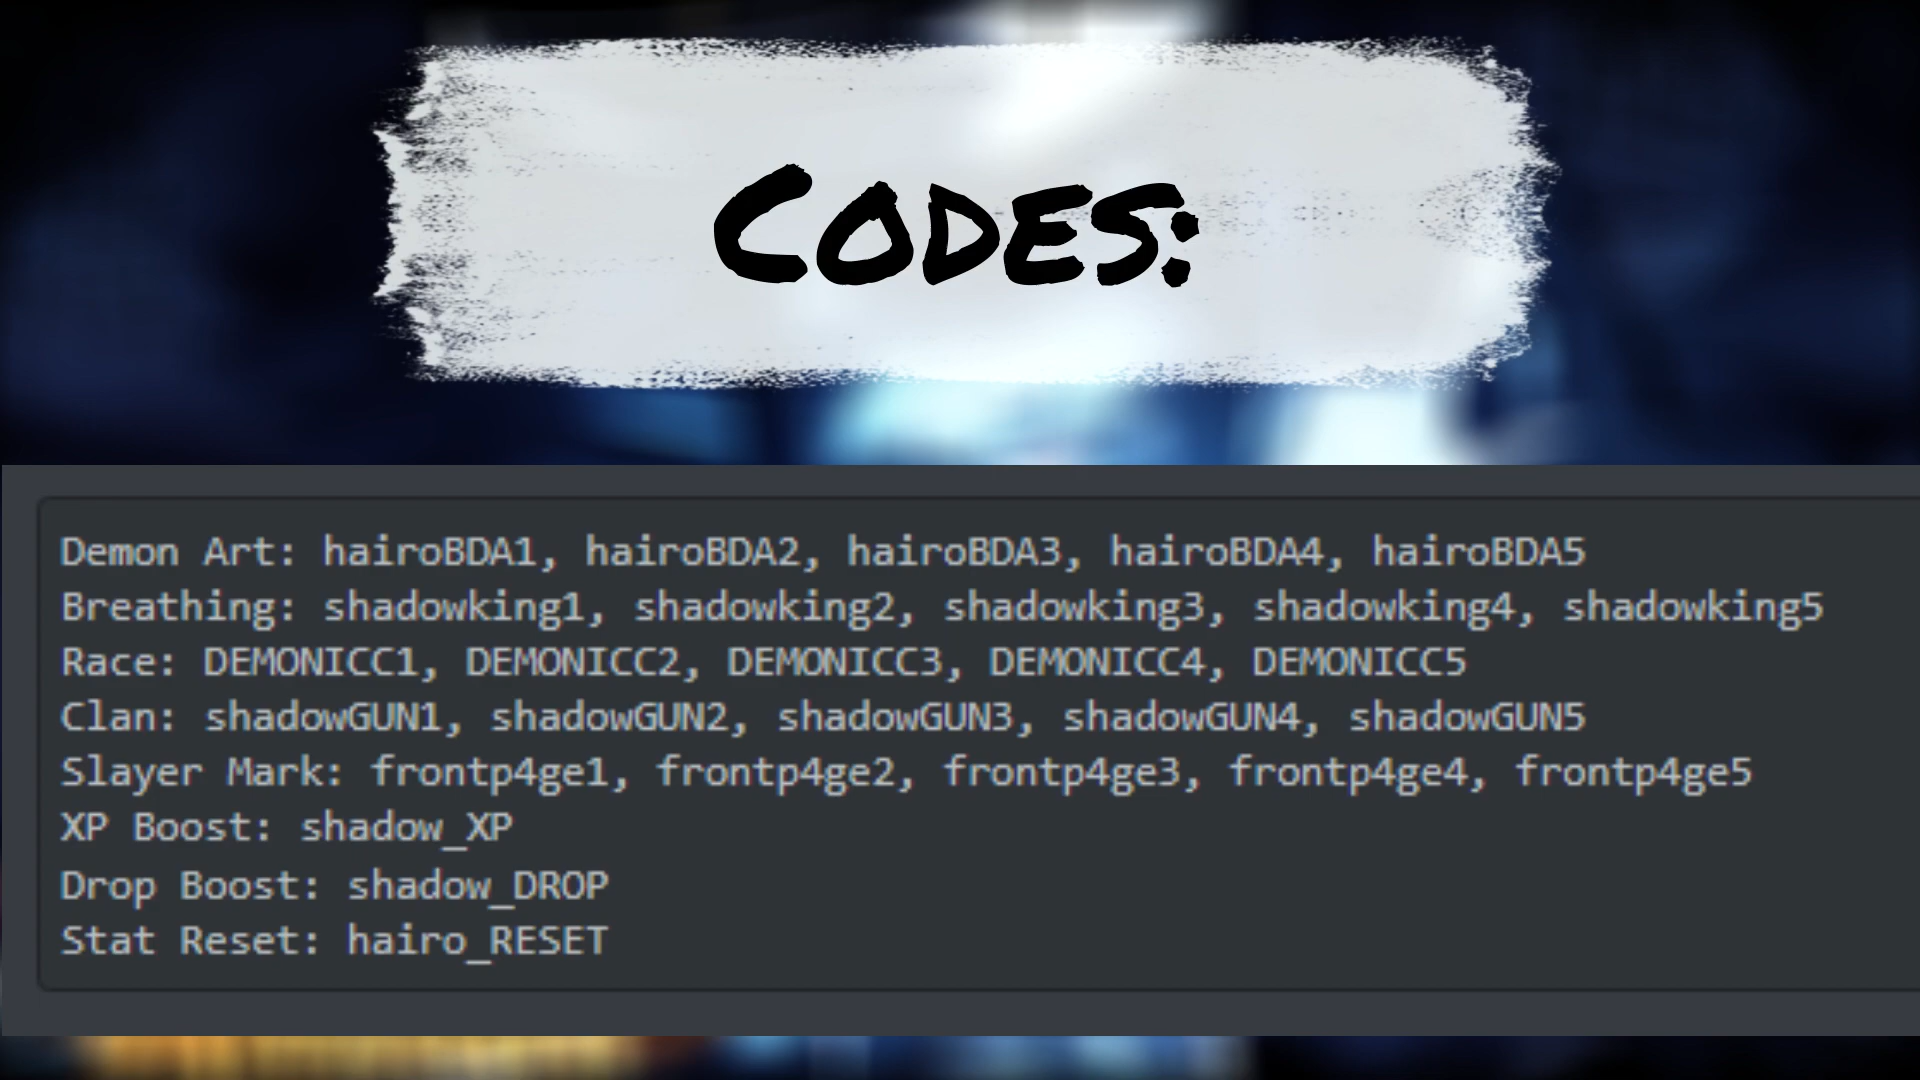 CODES:
Demon Art: hairoBDA1, hairoBDA2, hairoBDA3, hairoBDA4, hairoBDA5
Breathing: shadowking1, shadowking2, shadowking3, shadowking4, shadowking5
Race: DEMONICC1, DEMONICC2, DEMONICC3, DEMONICC4, DEMONICC5
Clan: shadowGUN1, shadowGUN2, shadowGUN3, shadowGUN4, shadowGUN5
Slayer Mark: frontp4ge1, frontp4ge2, frontp4ge3, frontp4ge4, frontp4ge5
XP Boost: shadow_XP
Drop Boost: shadow_DROP
Stat Reset: hairo_RESET